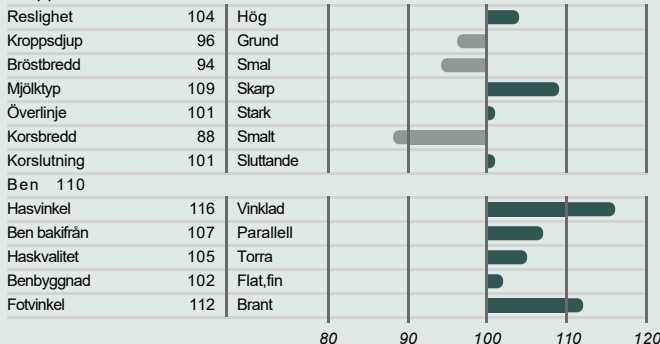 Reslighet 104 Hög
Kroppsdjup 96 Grund
Bröstbredd 94 Smal
Mjölktyp 109 Skarp
Överlinje 101 Stark
Korsbredd 88 Smalt
Korslutning 101 Sluttande
Ben 110
Hasvinkel 116 Vinklad
Ben bakifrån 107 Parallell
Haskvalitet 105 Torra
Benbyggnad 102 Flat,fin
Fotvinkel 112 Brant
80 90 100 110 120